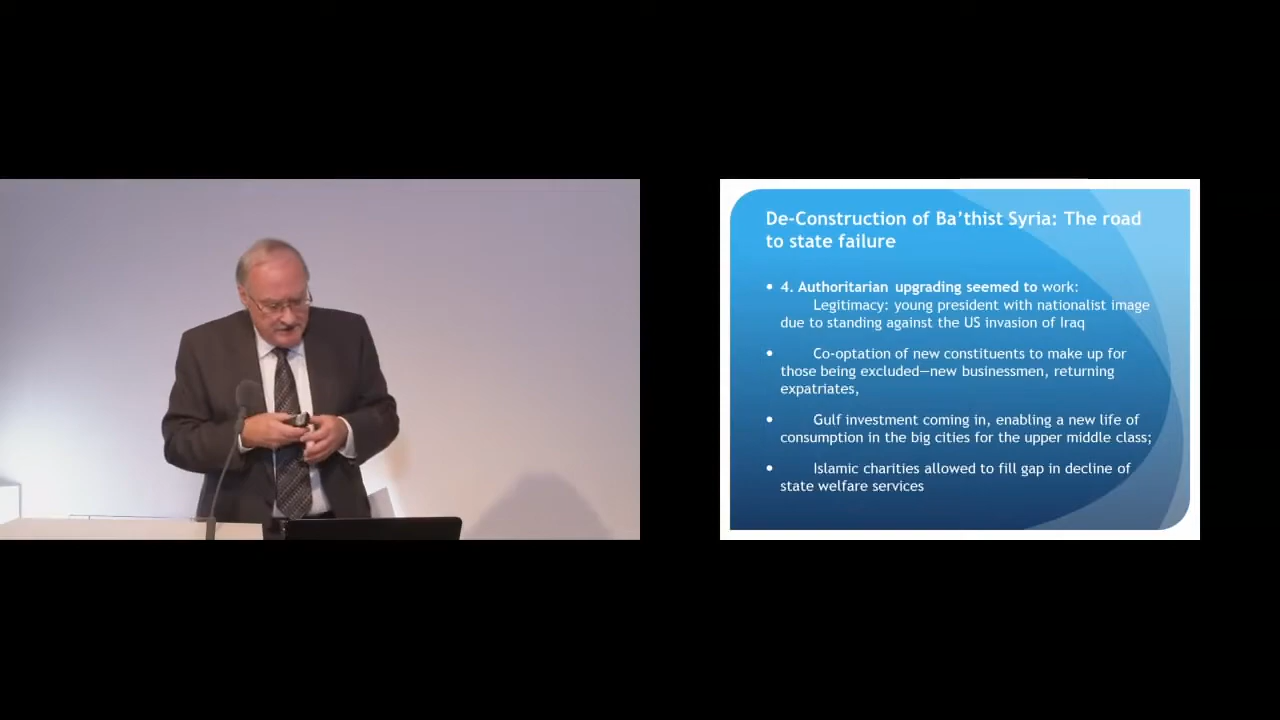 De-Construction of Ba’thist Syria: The road
to state failure
• 4. Authoritarian upgrading seemed to work:
Legitimacy: young president with nationalist image
due to standing against the US invasion of Iraq
• Co-optation of new constituents to make up for
those being excluded—new businessmen, returning
expatriates,
• Gulf investment coming in, enabling a new life of
consumption in the big cities for the upper middle class;
• Islamic charities allowed to fill gap in decline of
state welfare services